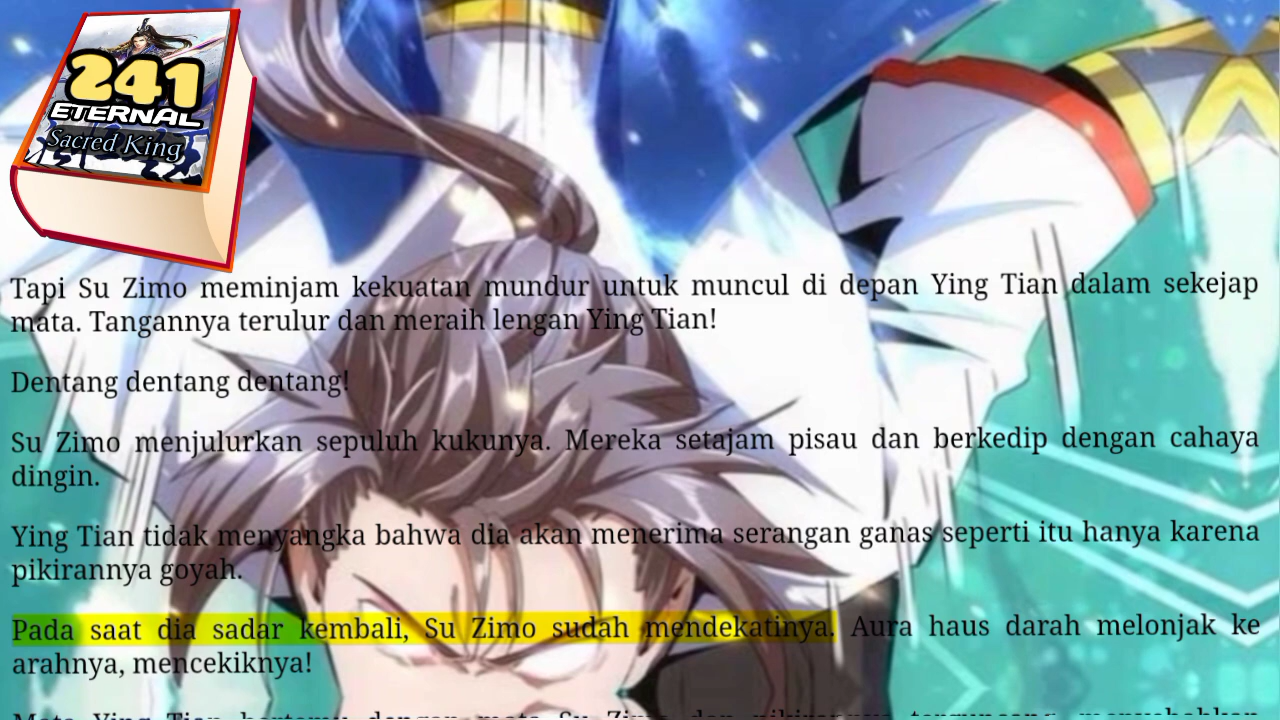 241
ETERNAL
Sacred King
Tapi Su Zimo meminjam kekuatan mundur untuk muncul di depan Ying Tian dalam sekejap
mata. Tangannya terulur dan meraih lengan Ying Tian!
Dentang dentang dentang!
Su Zimo menjulurkan sepuluh kukunya. Mereka setajam pisau dan berkedip dengan cahaya
dingin.
Ying Tian tidak menyangka bahwa dia akan menerima serangan ganas seperti itu hanya karena
pikirannya goyah.
Pada saat dia sadar kembali, Su Zimo sudah mendekatinya. Aura haus darah melonjak ke
arahnya, mencekiknya!